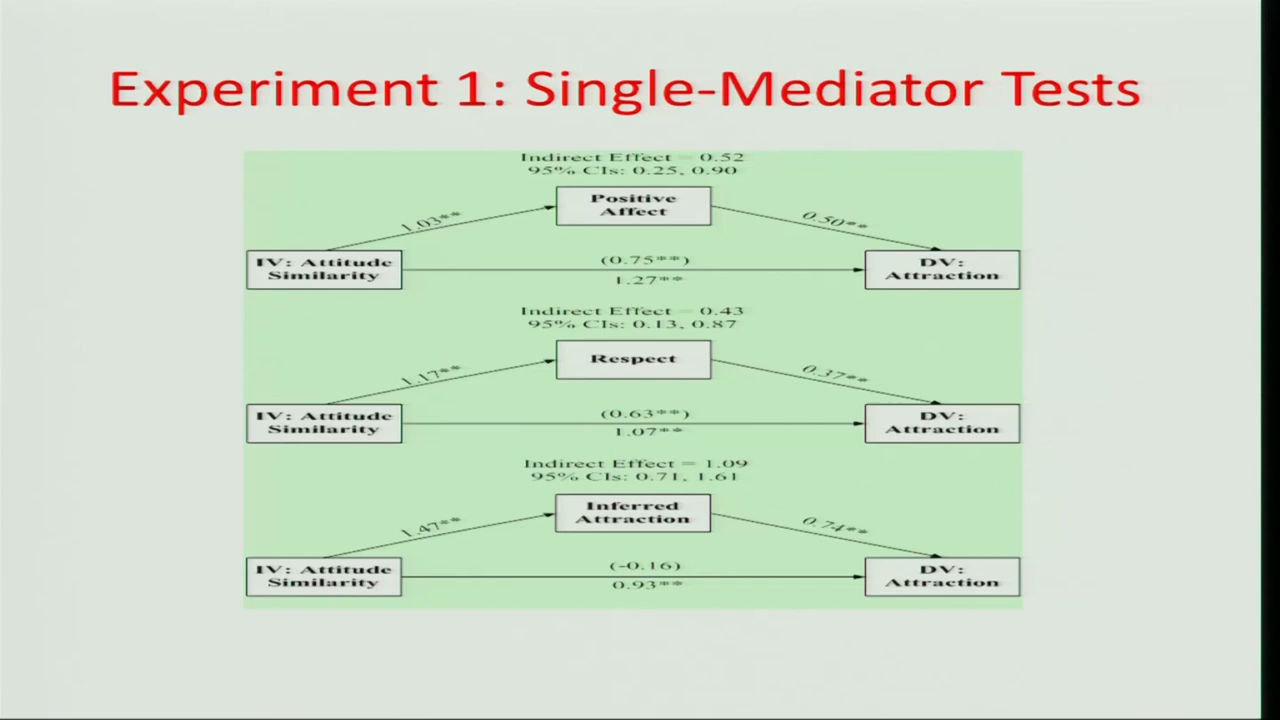 Experiment 1: Single-Mediator Tests
Indirect Effect = 0.52
95% CIs: 0.25, 0.90
Positive
Affect
1.03**
0.50**
IV: Attitude
Similarity
(0.75**)
1.27**
DV:
Attraction
Indirect Effect = 0.43
95% CIs: 0.13, 0.87
Respect
1.17**
0.37**
IV: Attitude
Similarity
(0.63**)
1.07**
DV:
Attraction
Indirect Effect = 1.09
95% CIs: 0.71, 1.61
Inferred
Attraction
1.47**
0.74**
IV: Attitude
Similarity
(-0.16)
0.93**
DV:
Attraction